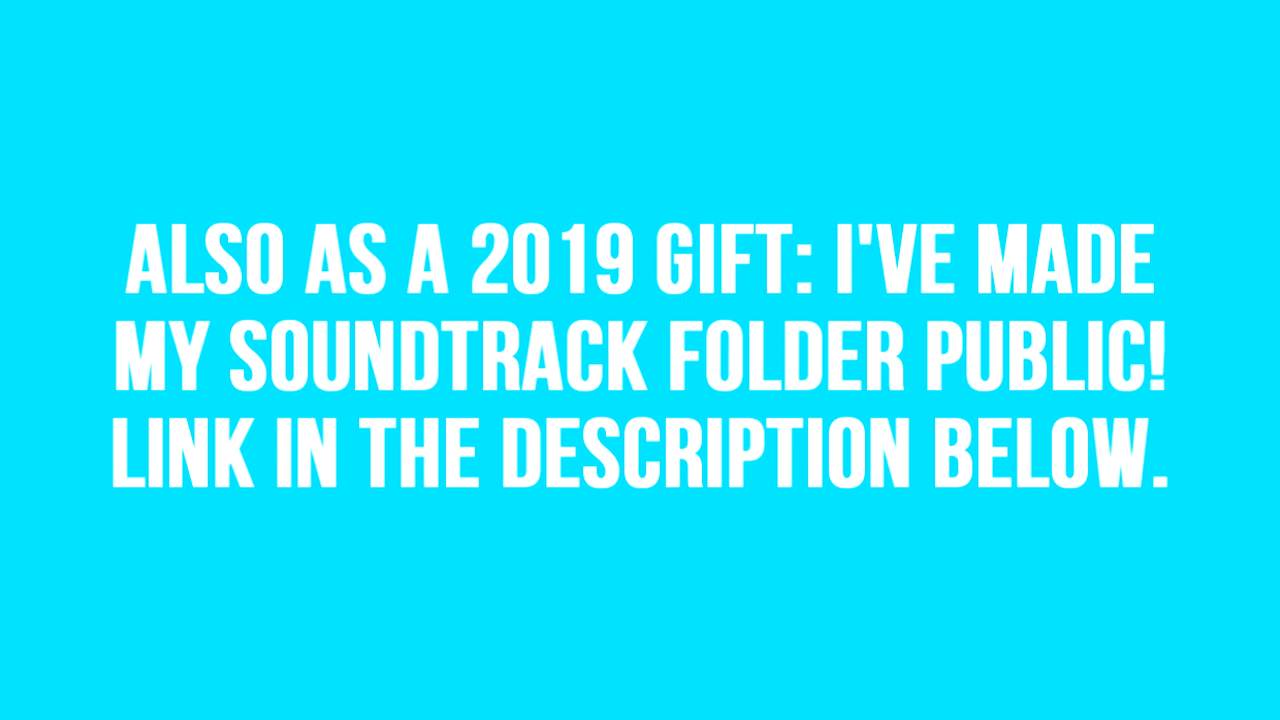 ALSO AS A 2019 GIFT: I'VE MADE
MY SOUNDTRACK FOLDER PUBLIC!
LINK IN THE DESCRIPTION BELOW.